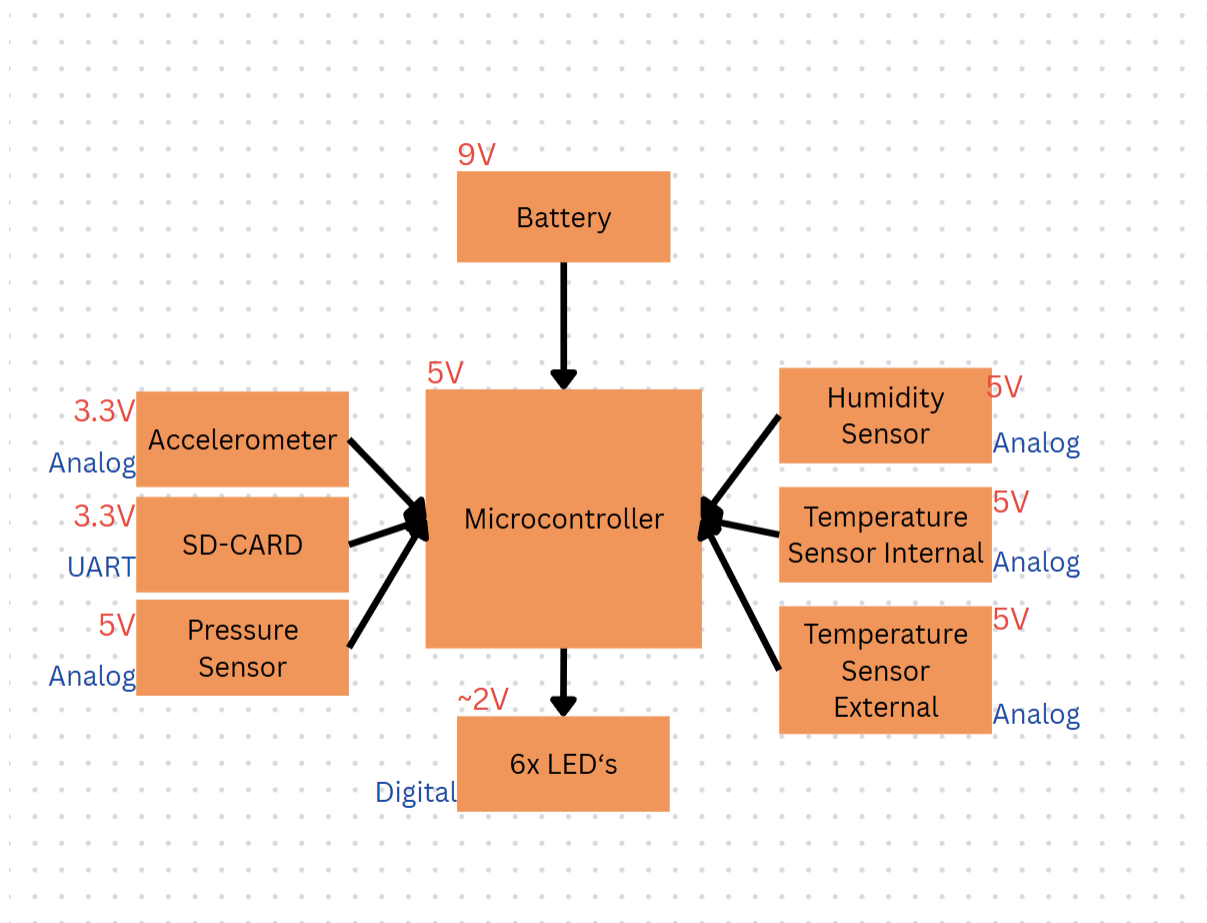 9V
Battery
5V
Microcontroller
3.3V
Accelerometer
Analog
3.3V
SD-CARD
UART
5V
Pressure
Sensor
Analog
Humidity
Sensor
5V
Analog
Temperature
Sensor Internal
5V
Analog
Temperature
Sensor
External
5V
Analog
~2V
6x LED‘s
Digital